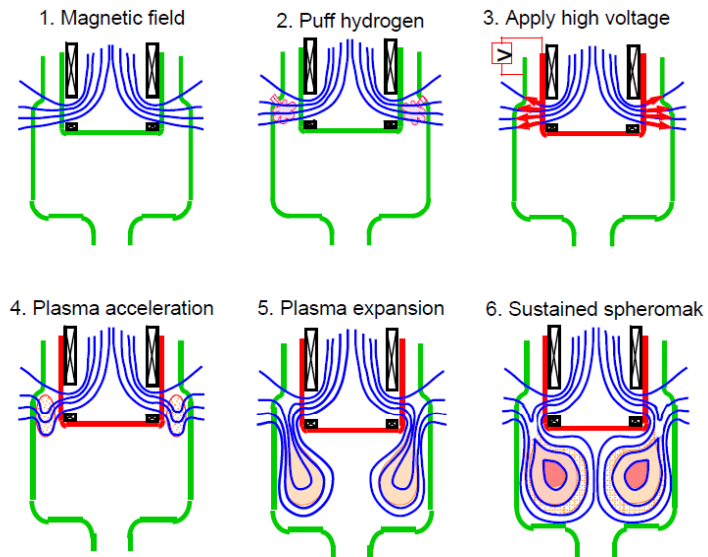 1. Magnetic field
2. Puff hydrogen
3. Apply high voltage
V
4. Plasma acceleration
5. Plasma expansion
6. Sustained spheromak